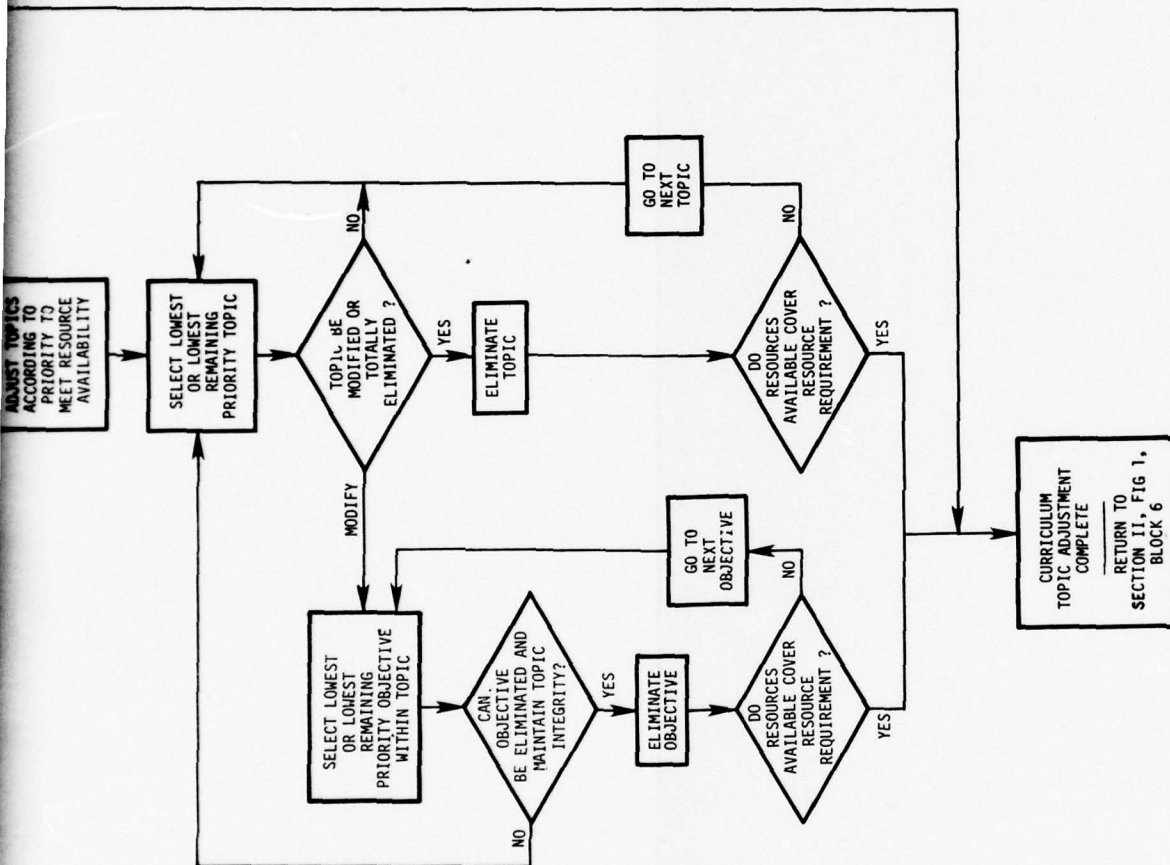 ADJUST TOPICS
ACCORDING TO
PRIORITY TO
MEET RESOURCE
AVAILABILITY
SELECT LOWEST
OR LOWEST
REMAINING
PRIORITY TOPIC
TOPIC BE
MODIFIED OR
TOTALLY
ELIMINATED ?
NO
YES
MODIFY
ELIMINATE
TOPIC
GO TO
NEXT
TOPIC
DO
RESOURCES
AVAILABLE COVER
RESOURCE
REQUIREMENT ?
NO
YES
SELECT LOWEST
OR LOWEST
REMAINING
PRIORITY OBJECTIVE
WITHIN TOPIC
CAN.
OBJECTIVE
BE ELIMINATED AND
MAINTAIN TOPIC
INTEGRITY?
NO
YES
ELIMINATE
OBJECTIVE
GO TO
NEXT
OBJECTIVE
DO
RESOURCES
AVAILABLE COVER
RESOURCE
REQUIREMENT ?
NO
YES
CURRICULUM
TOPIC ADJUSTMENT
COMPLETE
RETURN TO
SECTION II, FIG 1,
BLOCK 6